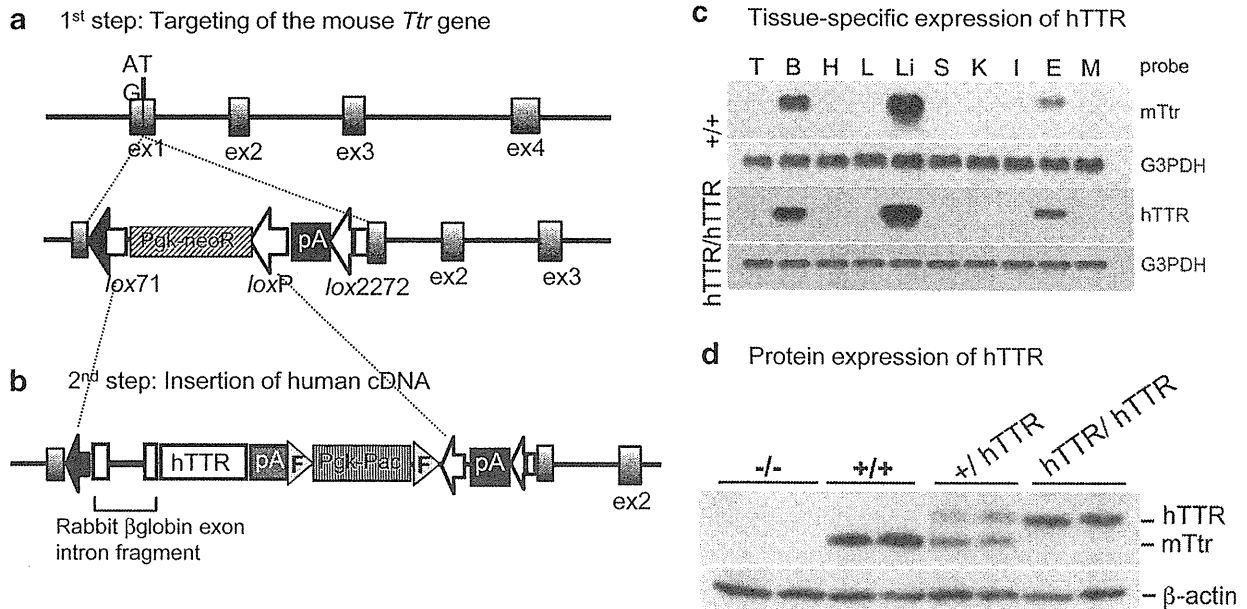 a 1st step: Targeting of the mouse Ttr gene
AT
G
ex1 ex2 ex3 ex4
Pgk-neoR pA
lox71 loxP lox2272 ex2 ex3
b 2nd step: Insertion of human cDNA
hTTR pA F Pgk-Pac F pA
ex2
Rabbit βglobin exon
intron fragment
c Tissue-specific expression of hTTR
T B H L Li S K I E M probe
+/+
mTtr
G3PDH
hTTR/hTTR
hTTR
G3PDH
d Protein expression of hTTR
-/- +/+ +/hTTR hTTR/hTTR
hTTR
mTtr
β-actin